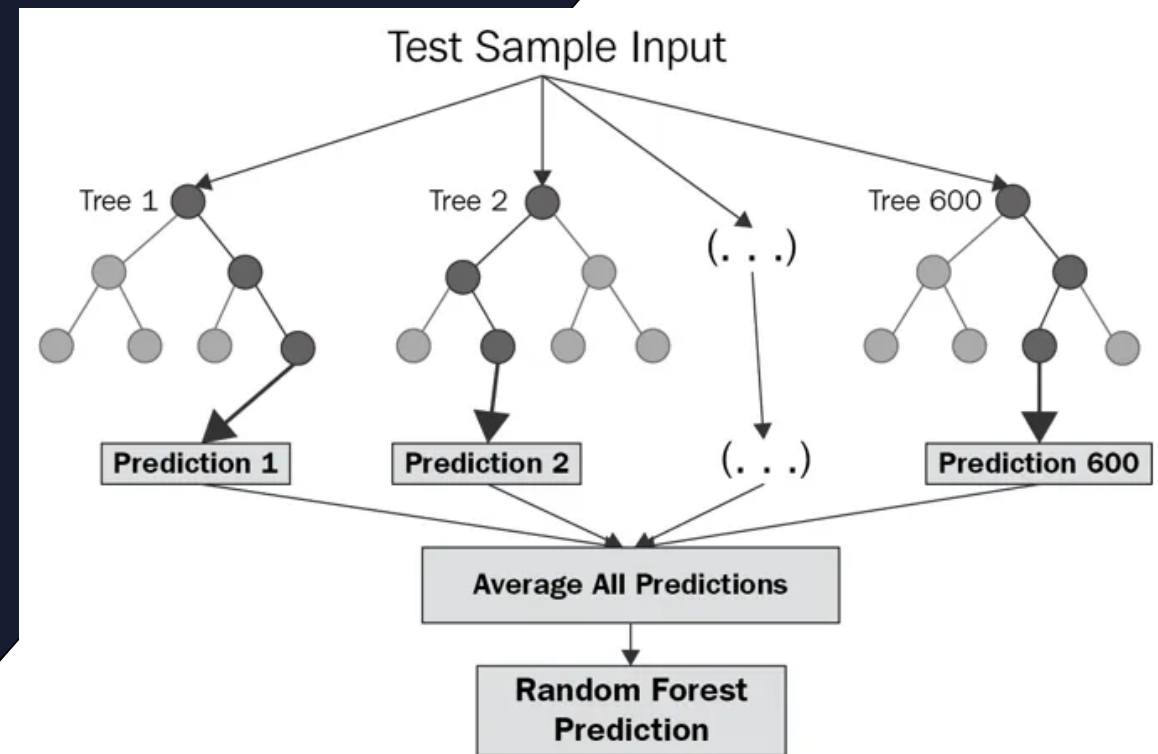 Test Sample Input
Tree 1
Tree 2
Tree 600
(. . .)
Prediction 1
Prediction 2
(. . .)
Prediction 600
Average All Predictions
Random Forest
Prediction